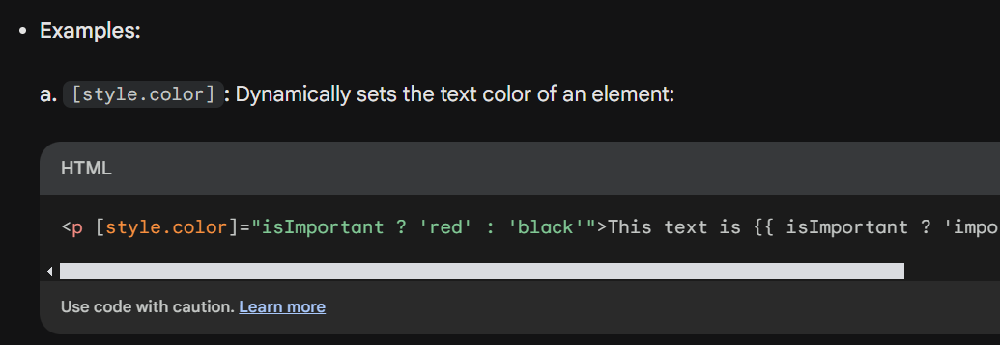 Examples:
a. [style.color] : Dynamically sets the text color of an element:
HTML
<p [style.color]="isImportant ? 'red' : 'black'">This text is {{ isImportant ? 'impo
Use code with caution. Learn more